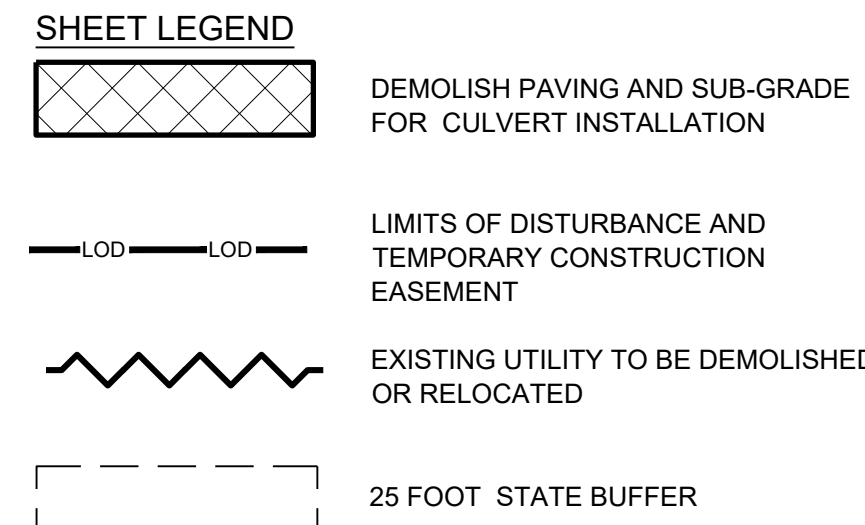 SHEET LEGEND
DEMOLISH PAVING AND SUB-GRADE
FOR CULVERT INSTALLATION
LOD LOD
LIMITS OF DISTURBANCE AND
TEMPORARY CONSTRUCTION
EASEMENT
EXISTING UTILITY TO BE DEMOLISHED
OR RELOCATED
25 FOOT STATE BUFFER